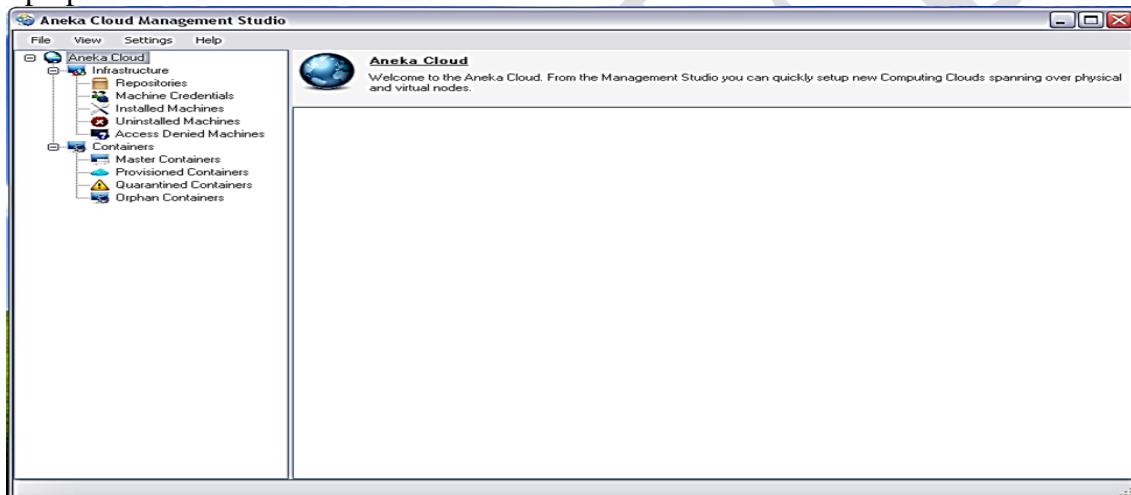 Aneka Cloud Management Studio
File View Settings Help
Aneka Cloud
Infrastructure
Repositories
Machine Credentials
Installed Machines
Uninstalled Machines
Access Denied Machines
Containers
Master Containers
Provisioned Containers
Quarantined Containers
Orphan Containers
Aneka Cloud
Welcome to the Aneka Cloud. From the Management Studio you can quickly setup new Computing Clouds spanning over physical
and virtual nodes.